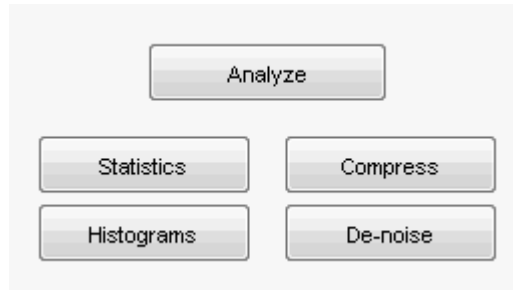 Analyze
Statistics
Compress
Histograms
De-noise